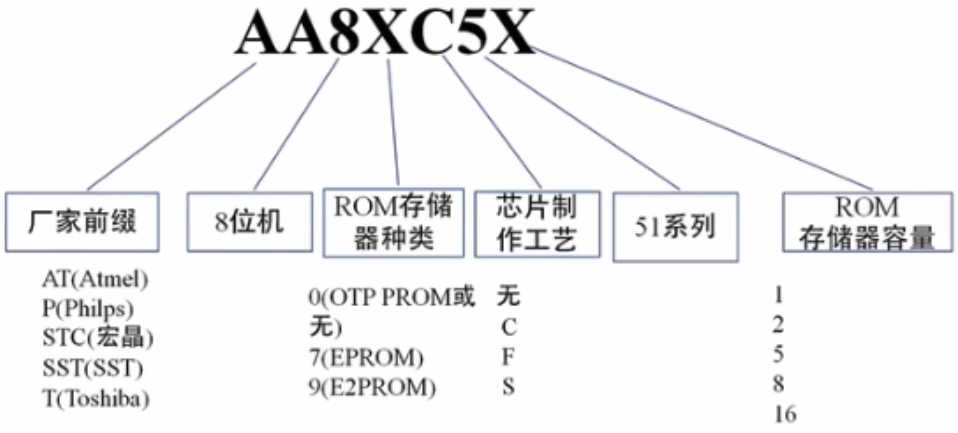 AA8XC5X
厂家前缀
8位机
ROM存储
器种类
芯片制
作工艺
51系列
ROM
存储器容量
AT(Atmel)
P(Philps)
STC(宏晶)
SST(SST)
T(Toshiba)
0(OTP PROM或
无)
7(EPROM)
9(E2PROM)
无
C
F
S
1
2
5
8
16